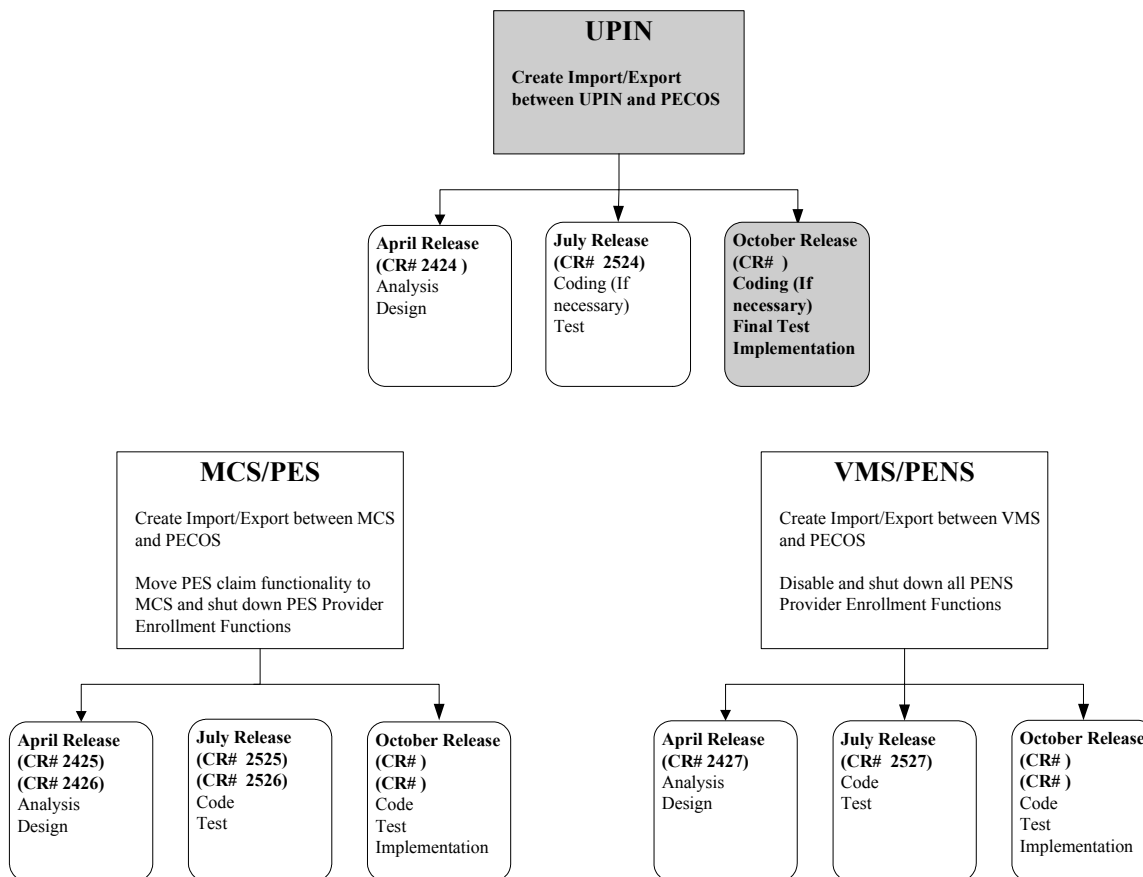 UPIN
Create Import/Export
between UPIN and PECOS
April Release
(CR# 2424 )
Analysis
Design
July Release
(CR#  2524)
Coding (If
necessary)
Test
October Release
(CR#  )
Coding (If
necessary)
Final Test
Implementation
MCS/PES
Create Import/Export between MCS
and PECOS
Move PES claim functionality to
MCS and shut down PES Provider
Enrollment Functions
VMS/PENS
Create Import/Export between VMS
and PECOS
Disable and shut down all PENS
Provider Enrollment Functions
April Release
(CR# 2425)
(CR# 2426)
Analysis
Design
July Release
(CR#  2525)
(CR#  2526)
Code
Test
October Release
(CR# )
(CR# )
Code
Test
Implementation
April Release
(CR# 2427)
Analysis
Design
July Release
(CR#  2527)
Code
Test
October Release
(CR# )
(CR# )
Code
Test
Implementation